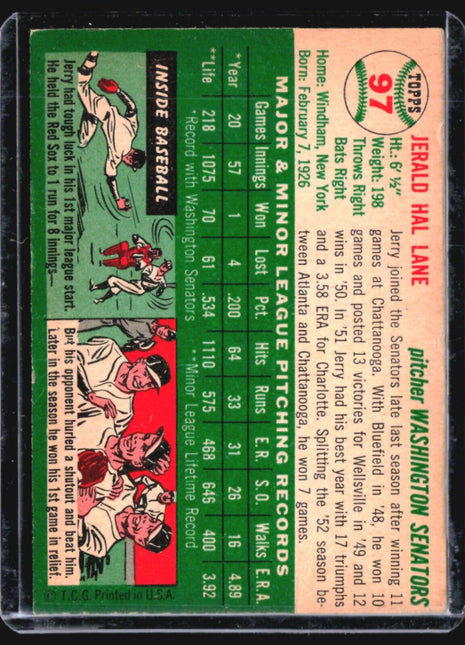 TOPPS
97
JERALD HAL LANE
pitcher WASHINGTON SENATORS
Ht.: 6' ½"
Weight: 198
Throws Right
Bats Right
Home: Windham, New York
Born: February 7, 1926
Jerry joined the Senators late last season after winning 11
games at Chattanooga. With Bluefield in '48, he won 10
games and posted 13 victories for Wellsville in '49 and 12
wins in '50. In '51 Jerry had his best year with 17 triumphs
and a 3.58 ERA for Charlotte. Splitting the '52 season be
tween Atlanta and Chattanooga, he won 7 games.
MAJOR & MINOR LEAGUE PITCHING RECORDS
Games Innings Won Lost Pct. Hits Runs E.R. S.O. Walks E.R.A.
*Year 20 57 1 4 .200 64 33 31 26 16 4.89
**Life 218 1075 70 61 .534 1110 575 468 646 400 3.92
*Record with Washington Senators **Minor League Lifetime Record
INSIDE BASEBALL
Jerry had tough luck in his 1st major league start.
He held the Red Sox to 1 run for 8 innings—
But his opponent hurled a shutout and beat him.
Later in the season he won his 1st game in relief.
© T.C.G. Printed in U.S.A.